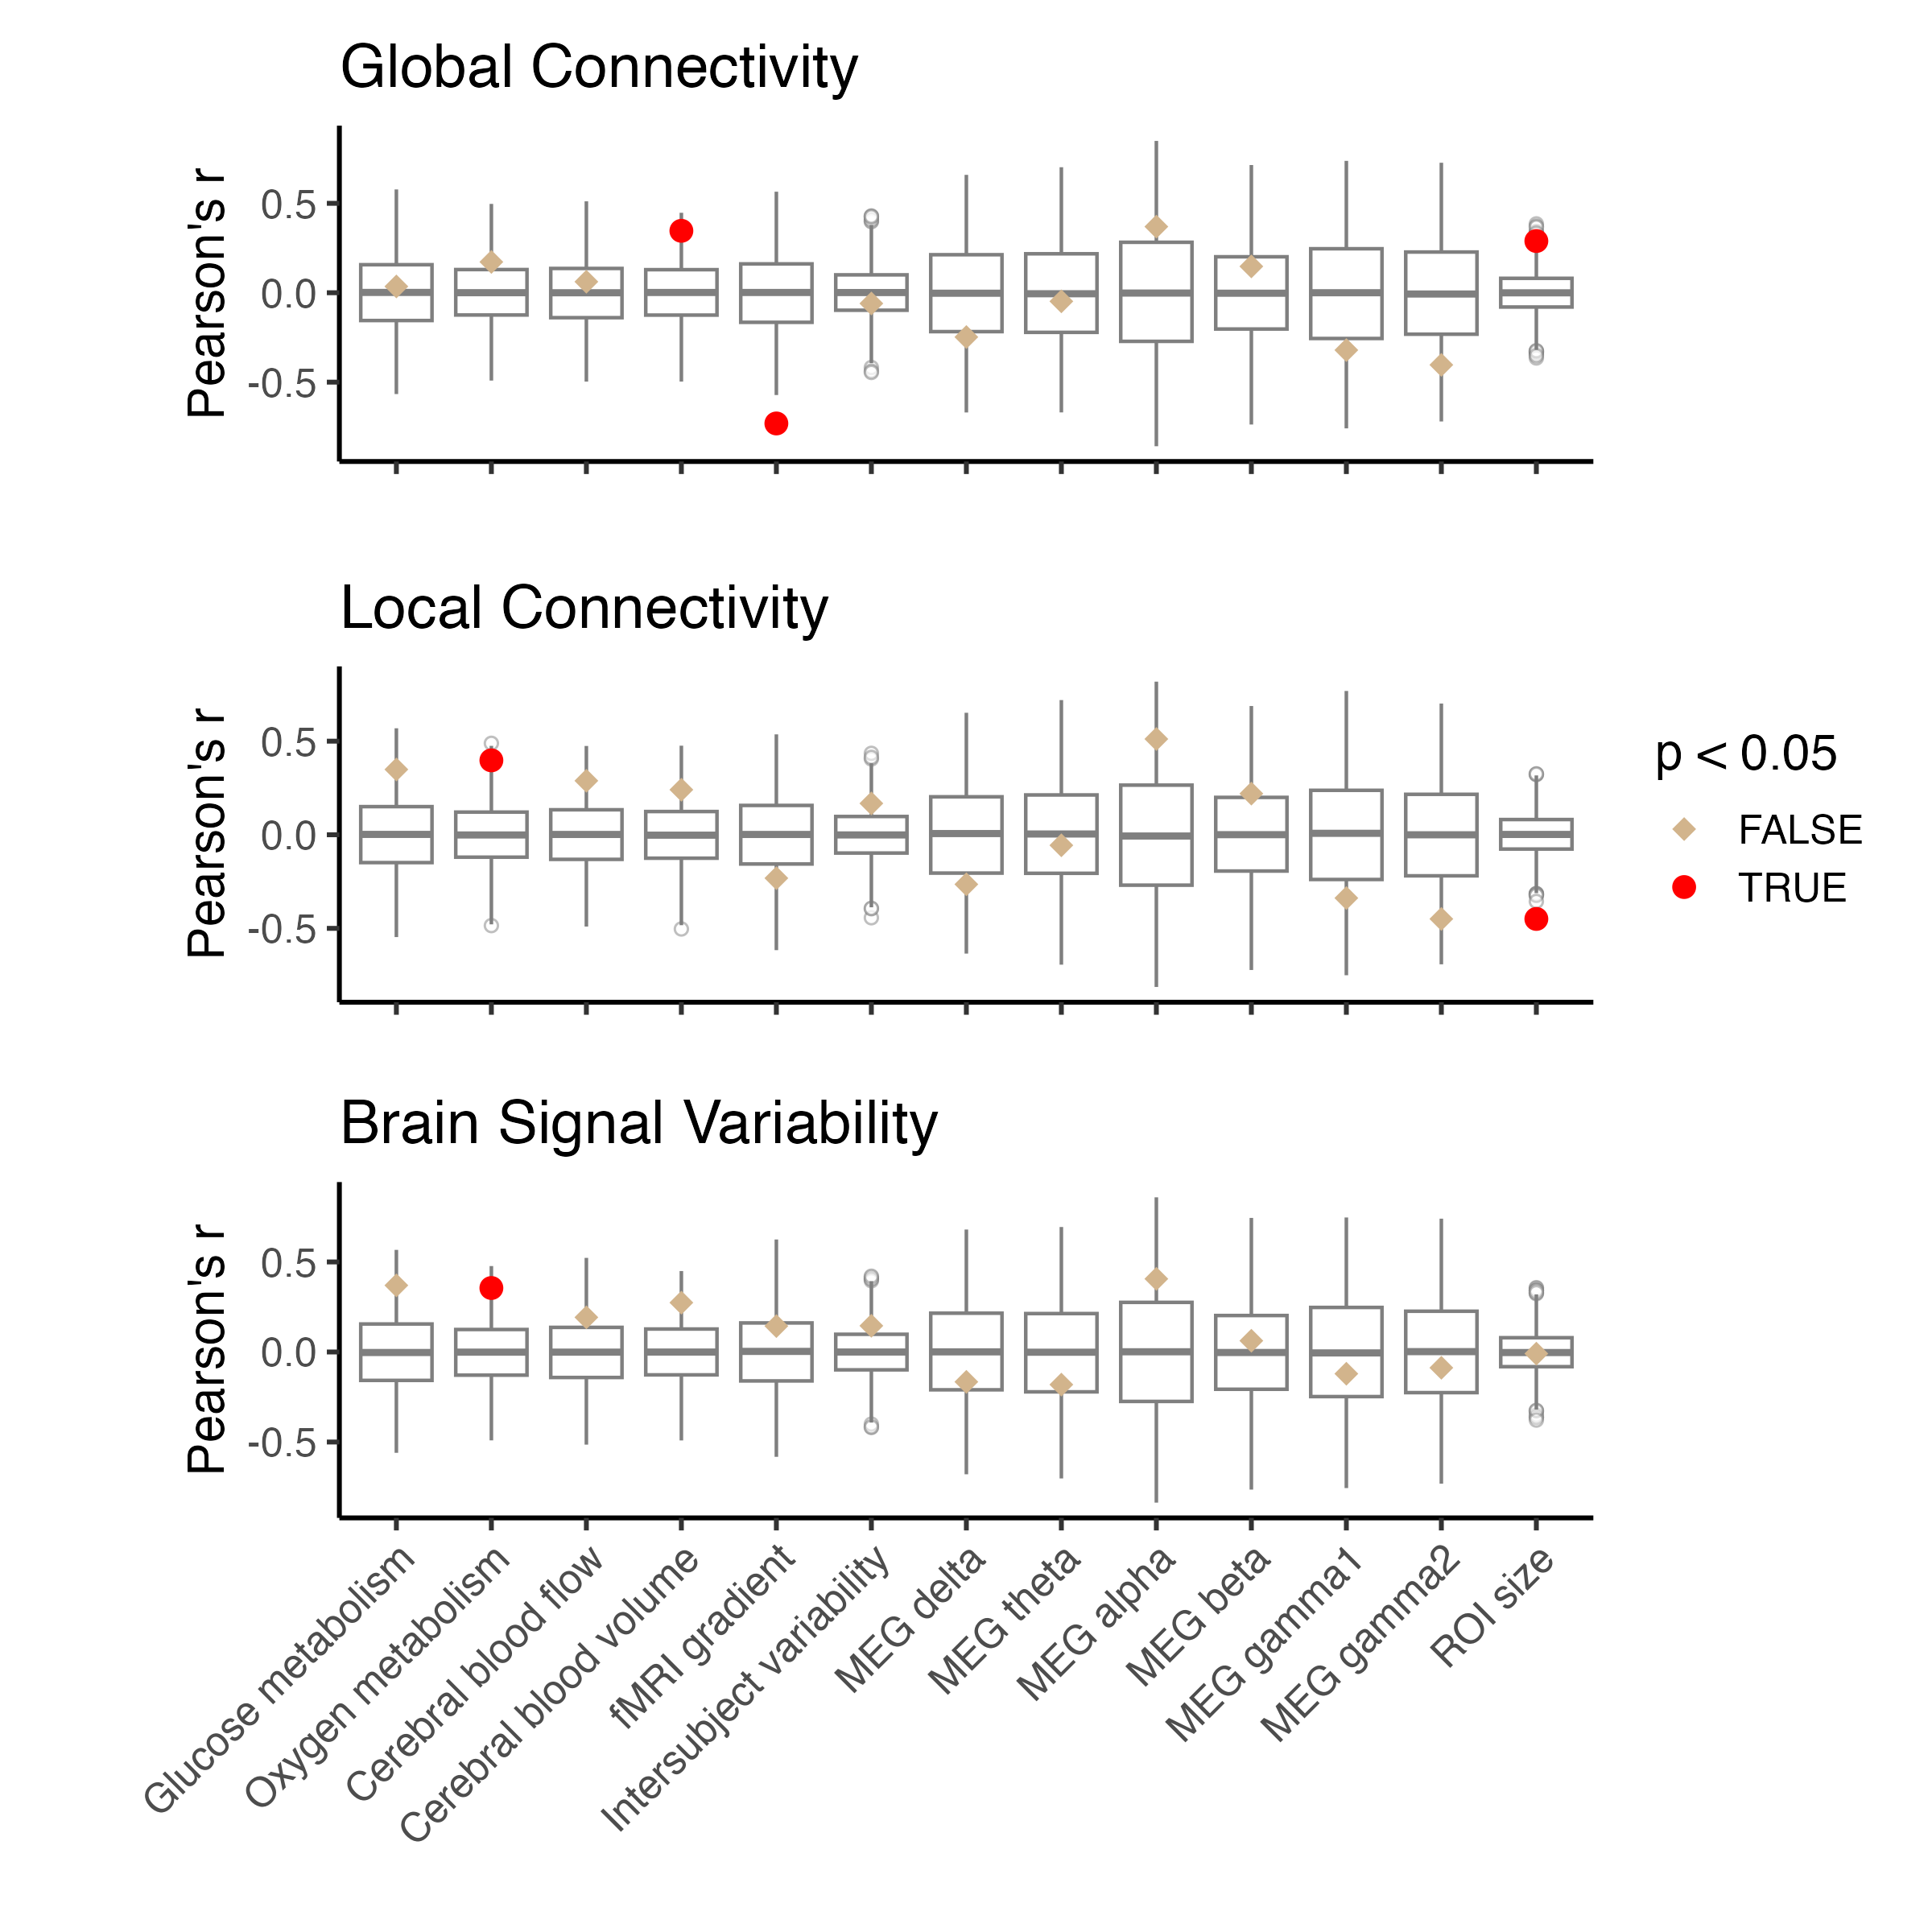 Global Connectivity
Pearson's r
0.5
0.0
-0.5
Local Connectivity
Pearson's r
0.5
0.0
-0.5
p < 0.05
FALSE
TRUE
Brain Signal Variability
Pearson's r
0.5
0.0
-0.5
Glucose metabolism
Oxygen metabolism
Cerebral blood flow
Cerebral blood volume
fMRI gradient
Intersubject variability
MEG delta
MEG theta
MEG alpha
MEG beta
MEG gamma1
MEG gamma2
ROI size